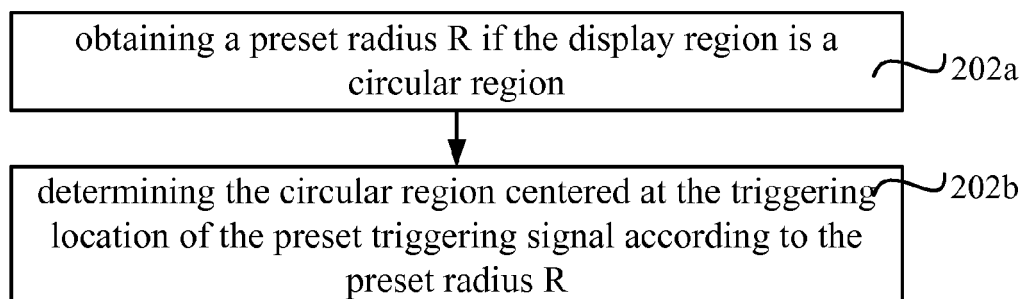 obtaining a preset radius R if the display region is a
circular region
202a
determining the circular region centered at the triggering
location of the preset triggering signal according to the
preset radius R
202b